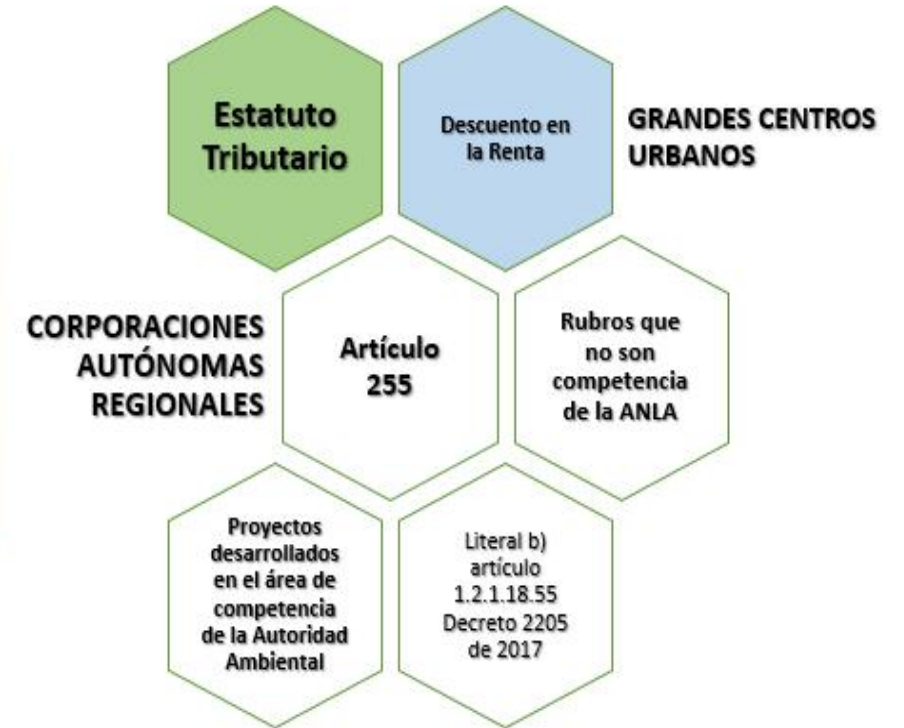 Estatuto
Tributario
Descuento en
la Renta
GRANDES CENTROS
URBANOS
CORPORACIONES
AUTÓNOMAS
REGIONALES
Artículo
255
Rubros que
no son
competencia
de la ANLA
Proyectos
desarrollados
en el área de
competencia
de la Autoridad
Ambiental
Literal b)
artículo
1.2.1.18.55
Decreto 2205
de 2017